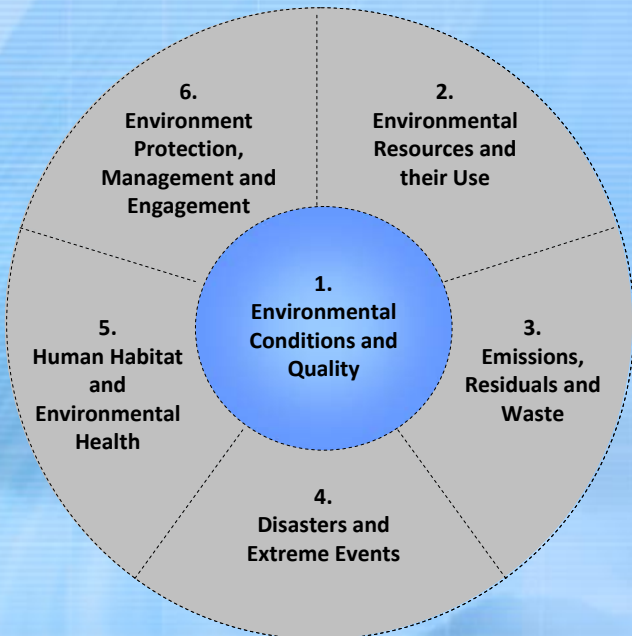 1.
Environmental
Conditions and
Quality
2.
Environmental
Resources and
their Use
3.
Emissions,
Residuals and
Waste
4.
Disasters and
Extreme Events
5.
Human Habitat
and
Environmental
Health
6.
Environment
Protection,
Management and
Engagement